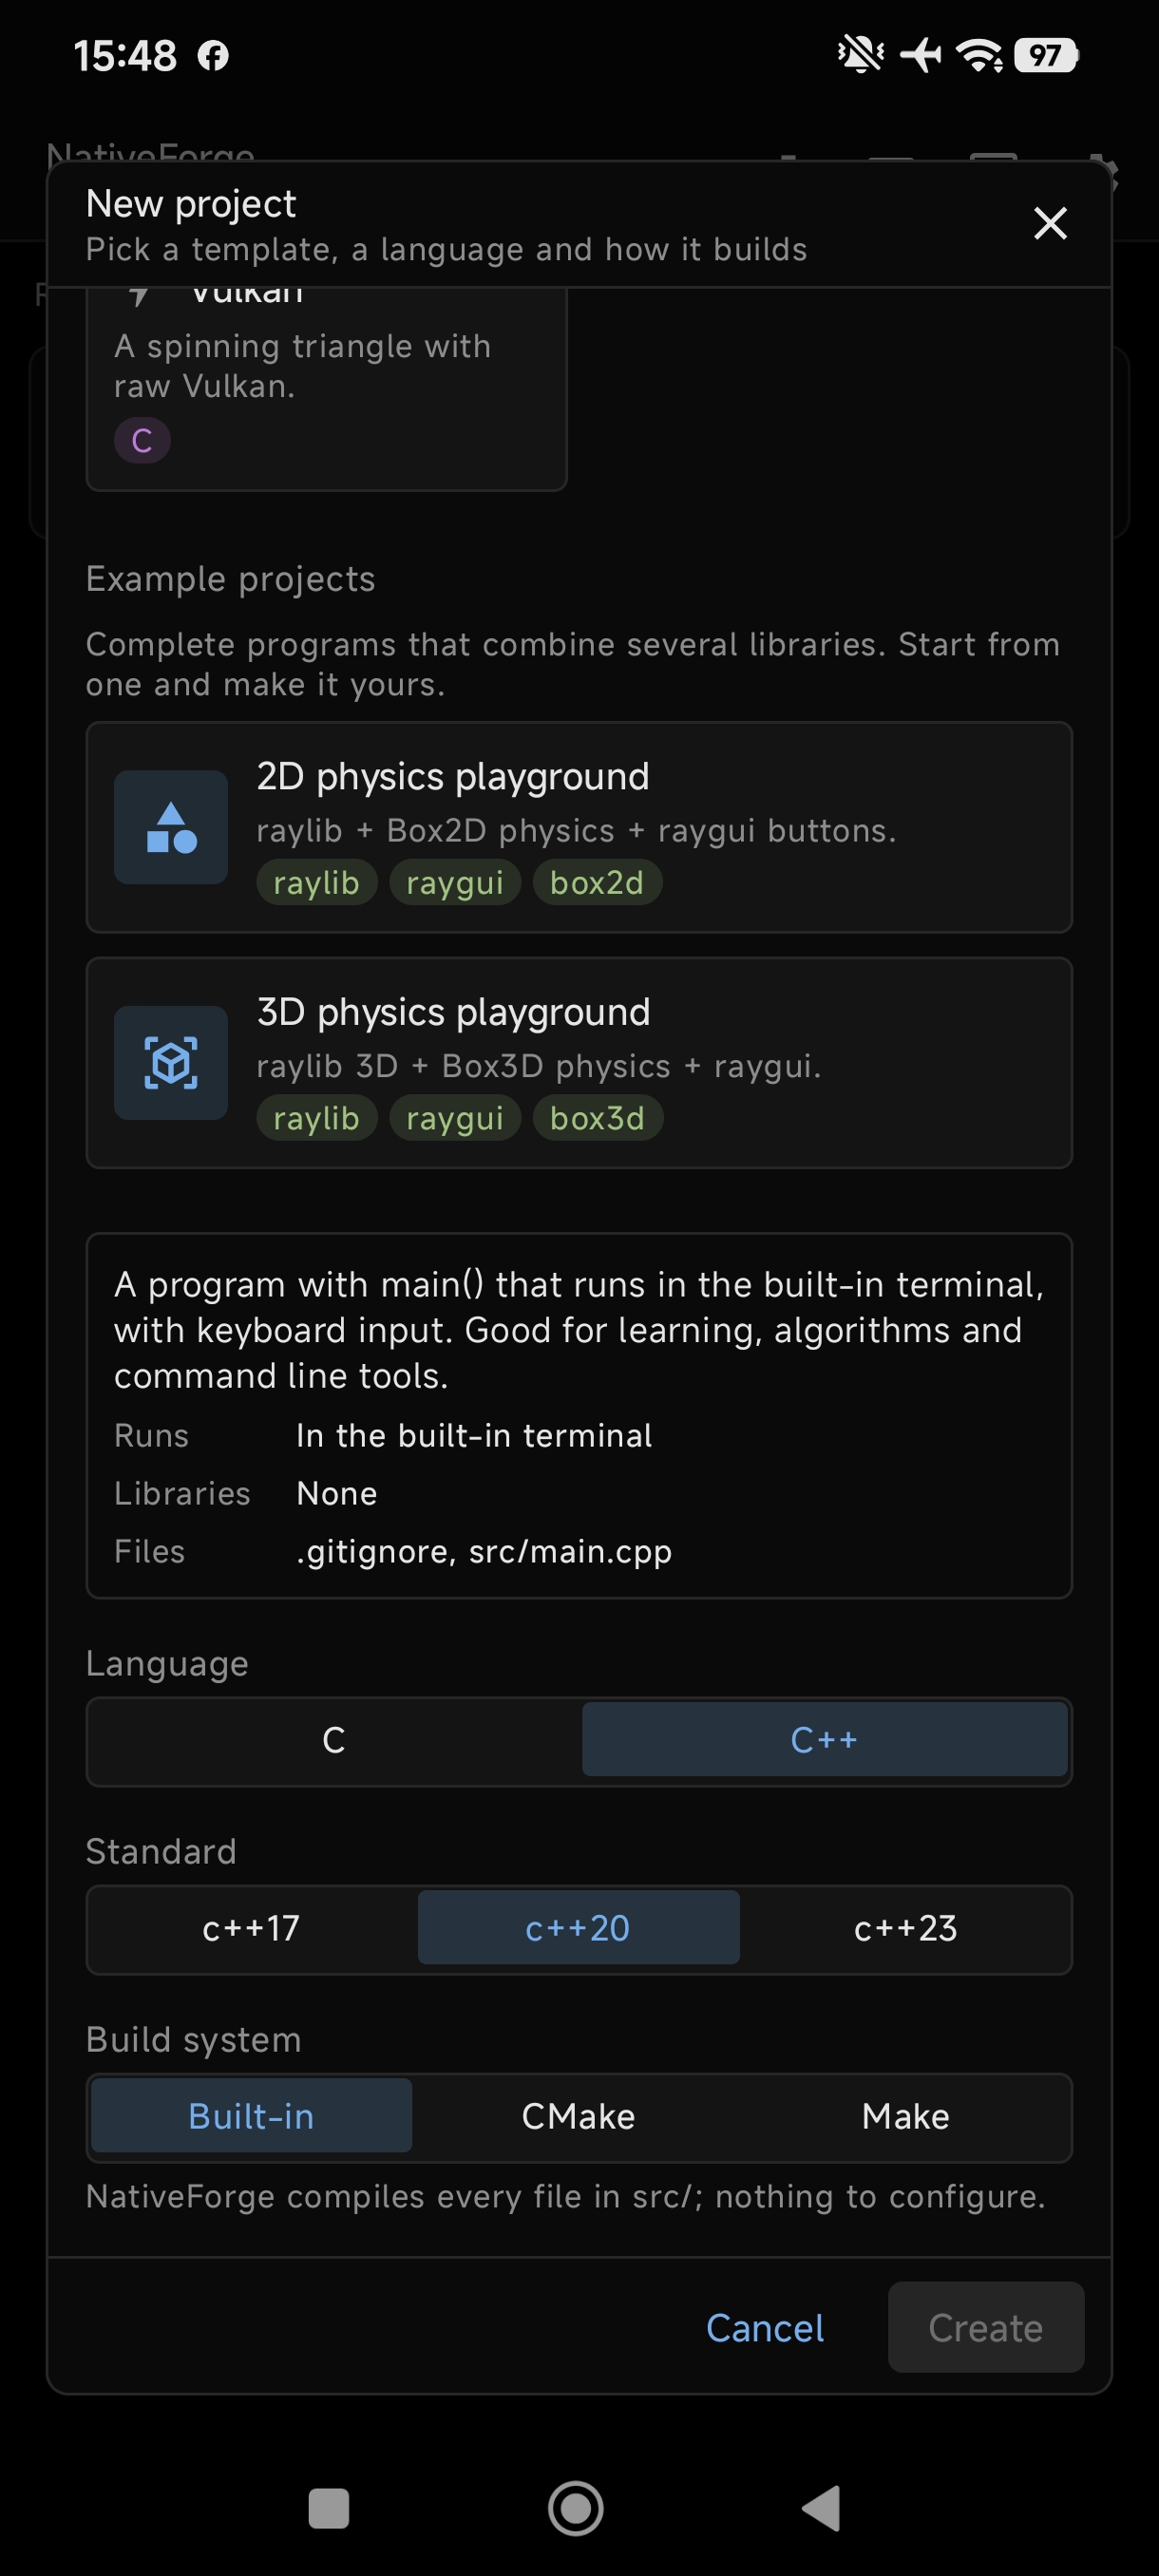 15:48
97
NativeForge
New project
Pick a template, a language and how it builds
Vulkan
A spinning triangle with
raw Vulkan.
C
Example projects
Complete programs that combine several libraries. Start from
one and make it yours.
2D physics playground
raylib + Box2D physics + raygui buttons.
raylib raygui box2d
3D physics playground
raylib 3D + Box3D physics + raygui.
raylib raygui box3d
A program with main() that runs in the built-in terminal,
with keyboard input. Good for learning, algorithms and
command line tools.
Runs In the built-in terminal
Libraries None
Files .gitignore, src/main.cpp
Language
C C++
Standard
c++17 c++20 c++23
Build system
Built-in CMake Make
NativeForge compiles every file in src/; nothing to configure.
Cancel Create